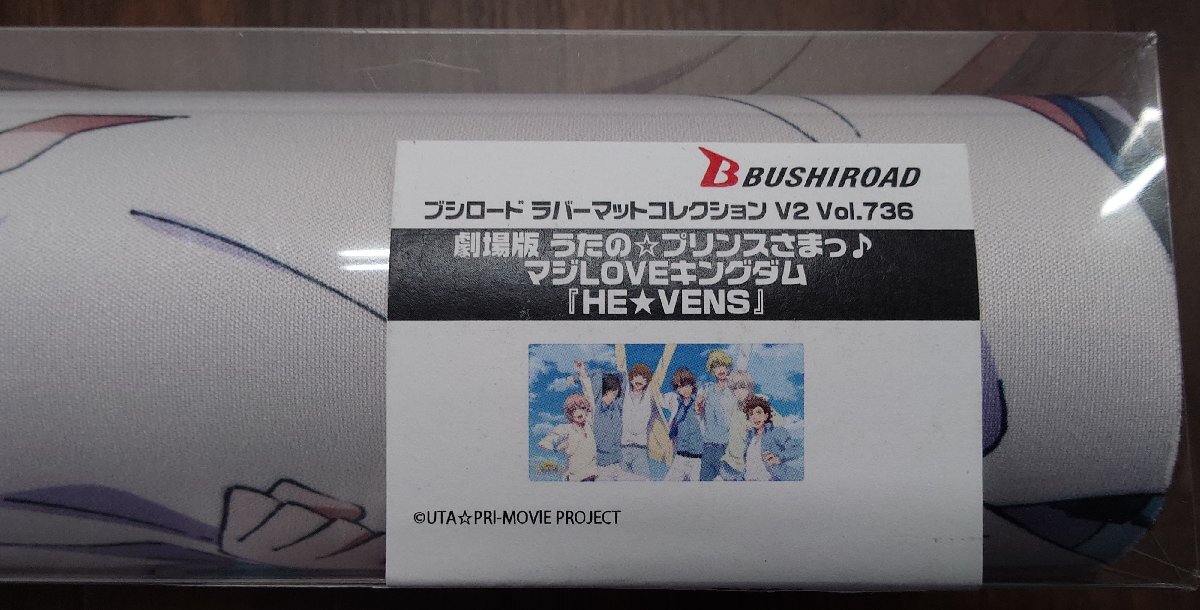 BUSHIROAD
ブシロード ラバーマットコレクション V2 Vol.736
劇場版 うたの☆プリンスさまっ♪
マジLOVEキングダム
『HE★VENS』
©UTA☆PRI-MOVIE PROJECT